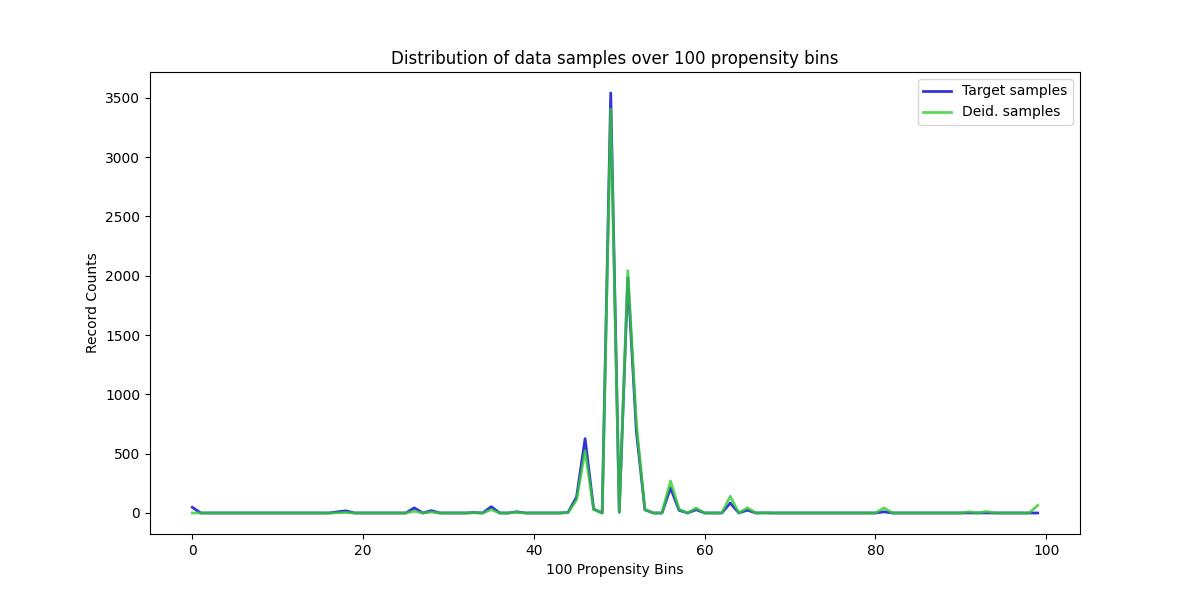 Distribution of data samples over 100 propensity bins
Target samples
Deid. samples
3500
3000
2500
2000
1500
1000
500
0
Record Counts
0 20 40 60 80 100
100 Propensity Bins